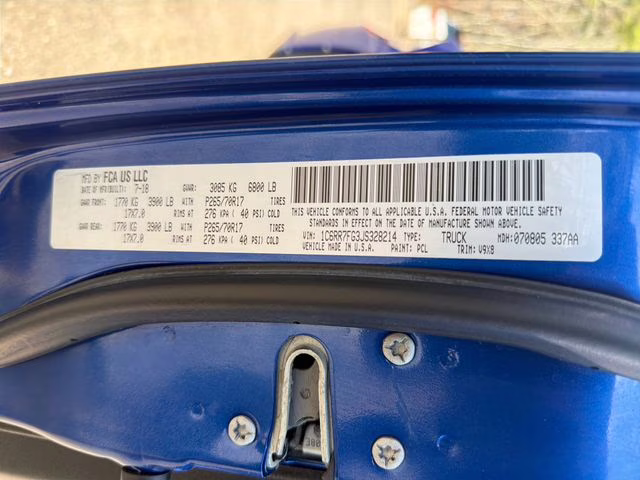 MFD BY FCA US LLC
DATE OF MFR/BUILT: 7-18 GVWR: 3085 KG 6800 LB
GAWR FRONT: 1770 KG 3900 LB P265/70R17 TIRES
17X7.0 RIMS AT 276 KPA ( 40 PSI) COLD
GAWR REAR: 1770 KG 3900 LB P265/70R17 TIRES
17X7.0 RIMS AT 276 KPA ( 40 PSI) COLD
THIS VEHICLE CONFORMS TO ALL APPLICABLE U.S.A. FEDERAL MOTOR VEHICLE SAFETY
STANDARDS IN EFFECT ON THE DATE OF MANUFACTURE SHOWN ABOVE.
VIN: 1C6RR7FG3JS328214 TYPE: TRUCK MDH: 070805 337AA
VEHICLE MADE IN U.S.A. PAINT: PCL TRIM: V9X8